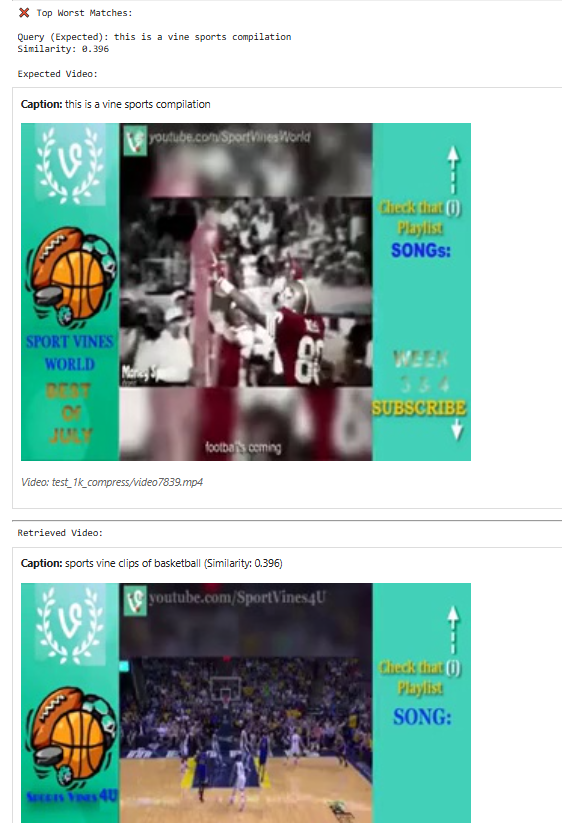 ❌ Top Worst Matches:
Query (Expected): this is a vine sports compilation
Similarity: 0.396
Expected Video:
Caption: this is a vine sports compilation
youtube.com/SportVinesWorld
Check that (i)
Playlist
SONGs:
SPORT VINES
WORLD
BEST
Of
JULY
WEEK
3 & 4
SUBSCRIBE
football's coming
Video: test_1k_compress/video7839.mp4
Retrieved Video:
Caption: sports vine clips of basketball (Similarity: 0.396)
youtube.com/SportVines4U
Check that (i)
Playlist
SONG:
Sports Vines 4U